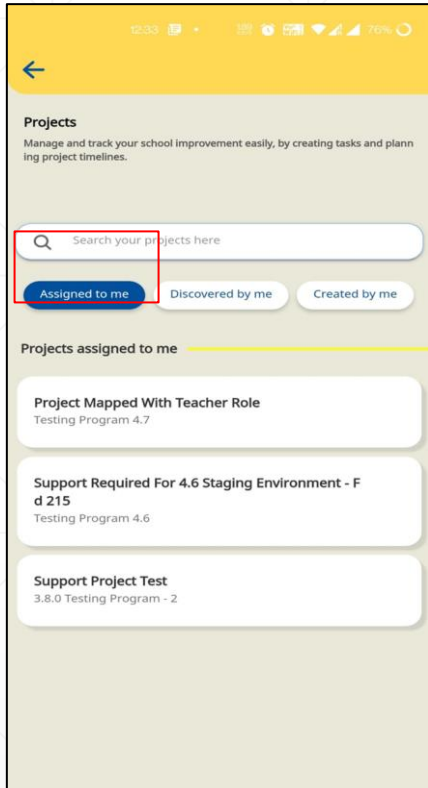 12:33
76%
Projects
Manage and track your school improvement easily, by creating tasks and plann
ing project timelines.
Search your projects here
Assigned to me Discovered by me Created by me
Projects assigned to me
Project Mapped With Teacher Role
Testing Program 4.7
Support Required For 4.6 Staging Environment - F
d 215
Testing Program 4.6
Support Project Test
3.8.0 Testing Program - 2